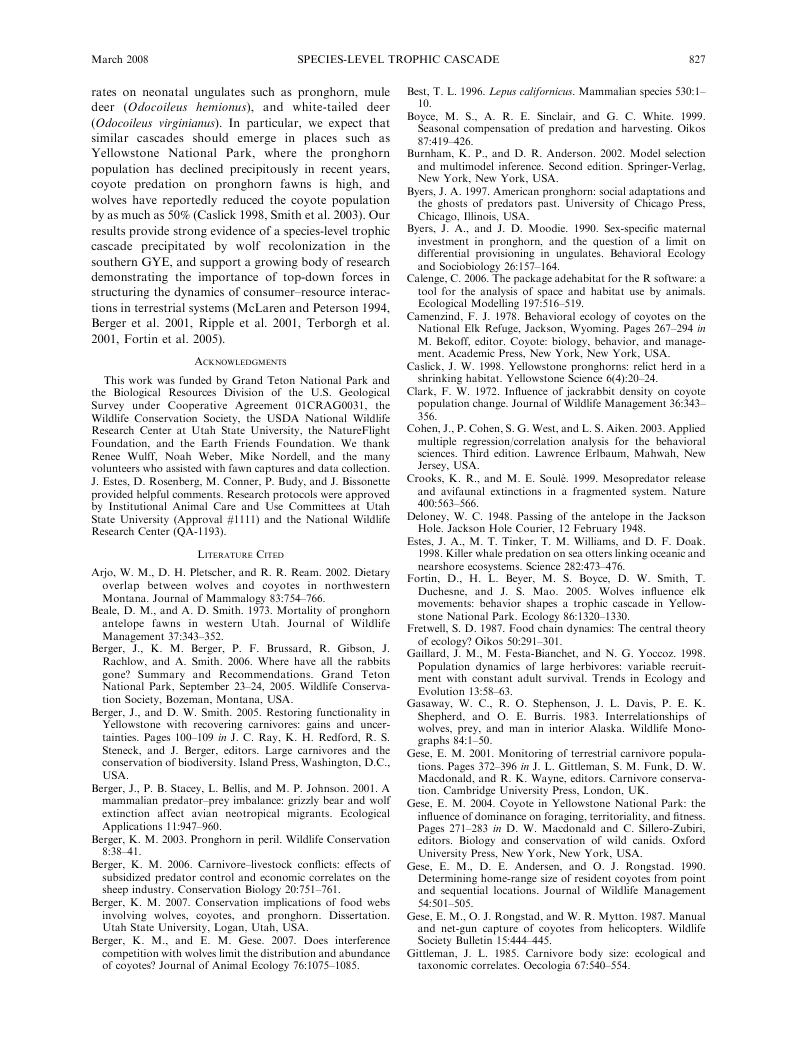 March 2008
SPECIES-LEVEL TROPHIC CASCADE
827
rates on neonatal ungulates such as pronghorn, mule
deer (Odocoileus hemionus), and white-tailed deer
(Odocoileus virginianus). In particular, we expect that
similar cascades should emerge in places such as
Yellowstone National Park, where the pronghorn
population has declined precipitously in recent years,
coyote predation on pronghorn fawns is high, and
wolves have reportedly reduced the coyote population
by as much as 50% (Caslick 1998, Smith et al. 2003). Our
results provide strong evidence of a species-level trophic
cascade precipitated by wolf recolonization in the
southern GYE, and support a growing body of research
demonstrating the importance of top-down forces in
structuring the dynamics of consumer–resource interac-
tions in terrestrial systems (McLaren and Peterson 1994,
Berger et al. 2001, Ripple et al. 2001, Terborgh et al.
2001, Fortin et al. 2005).
ACKNOWLEDGMENTS
This work was funded by Grand Teton National Park and
the Biological Resources Division of the U.S. Geological
Survey under Cooperative Agreement 01CRAG0031, the
Wildlife Conservation Society, the USDA National Wildlife
Research Center at Utah State University, the NatureFlight
Foundation, and the Earth Friends Foundation. We thank
Renee Wulff, Noah Weber, Mike Nordell, and the many
volunteers who assisted with fawn captures and data collection.
J. Estes, D. Rosenberg, M. Conner, P. Budy, and J. Bissonette
provided helpful comments. Research protocols were approved
by Institutional Animal Care and Use Committees at Utah
State University (Approval #1111) and the National Wildlife
Research Center (QA-1193).
LITERATURE CITED
Arjo, W. M., D. H. Pletscher, and R. R. Ream. 2002. Dietary
overlap between wolves and coyotes in northwestern
Montana. Journal of Mammalogy 83:754–766.
Beale, D. M., and A. D. Smith. 1973. Mortality of pronghorn
antelope fawns in western Utah. Journal of Wildlife
Management 37:343–352.
Berger, J., K. M. Berger, P. F. Brussard, R. Gibson, J.
Rachlow, and A. Smith. 2006. Where have all the rabbits
gone? Summary and Recommendations. Grand Teton
National Park, September 23–24, 2005. Wildlife Conserva-
tion Society, Bozeman, Montana, USA.
Berger, J., and D. W. Smith. 2005. Restoring functionality in
Yellowstone with recovering carnivores: gains and uncer-
tainties. Pages 100–109 in J. C. Ray, K. H. Redford, R. S.
Steneck, and J. Berger, editors. Large carnivores and the
conservation of biodiversity. Island Press, Washington, D.C.,
USA.
Berger, J., P. B. Stacey, L. Bellis, and M. P. Johnson. 2001. A
mammalian predator–prey imbalance: grizzly bear and wolf
extinction affect avian neotropical migrants. Ecological
Applications 11:947–960.
Berger, K. M. 2003. Pronghorn in peril. Wildlife Conservation
8:38–41.
Berger, K. M. 2006. Carnivore–livestock conflicts: effects of
subsidized predator control and economic correlates on the
sheep industry. Conservation Biology 20:751–761.
Berger, K. M. 2007. Conservation implications of food webs
involving wolves, coyotes, and pronghorn. Dissertation.
Utah State University, Logan, Utah, USA.
Berger, K. M., and E. M. Gese. 2007. Does interference
competition with wolves limit the distribution and abundance
of coyotes? Journal of Animal Ecology 76:1075–1085.
Best, T. L. 1996. Lepus californicus. Mammalian species 530:1–
10.
Boyce, M. S., A. R. E. Sinclair, and G. C. White. 1999.
Seasonal compensation of predation and harvesting. Oikos
87:419–426.
Burnham, K. P., and D. R. Anderson. 2002. Model selection
and multimodel inference. Second edition. Springer-Verlag,
New York, New York, USA.
Byers, J. A. 1997. American pronghorn: social adaptations and
the ghosts of predators past. University of Chicago Press,
Chicago, Illinois, USA.
Byers, J. A., and J. D. Moodie. 1990. Sex-specific maternal
investment in pronghorn, and the question of a limit on
differential provisioning in ungulates. Behavioral Ecology
and Sociobiology 26:157–164.
Calenge, C. 2006. The package adehabitat for the R software: a
tool for the analysis of space and habitat use by animals.
Ecological Modelling 197:516–519.
Camenzind, F. J. 1978. Behavioral ecology of coyotes on the
National Elk Refuge, Jackson, Wyoming. Pages 267–294 in
M. Bekoff, editor. Coyote: biology, behavior, and manage-
ment. Academic Press, New York, New York, USA.
Caslick, J. W. 1998. Yellowstone pronghorns: relict herd in a
shrinking habitat. Yellowstone Science 6(4):20–24.
Clark, F. W. 1972. Influence of jackrabbit density on coyote
population change. Journal of Wildlife Management 36:343–
356.
Cohen, J., P. Cohen, S. G. West, and L. S. Aiken. 2003. Applied
multiple regression/correlation analysis for the behavioral
sciences. Third edition. Lawrence Erlbaum, Mahwah, New
Jersey, USA.
Crooks, K. R., and M. E. Soulé. 1999. Mesopredator release
and avifaunal extinctions in a fragmented system. Nature
400:563–566.
Deloney, W. C. 1948. Passing of the antelope in the Jackson
Hole. Jackson Hole Courier, 12 February 1948.
Estes, J. A., M. T. Tinker, T. M. Williams, and D. F. Doak.
1998. Killer whale predation on sea otters linking oceanic and
nearshore ecosystems. Science 282:473–476.
Fortin, D., H. L. Beyer, M. S. Boyce, D. W. Smith, T.
Duchesne, and J. S. Mao. 2005. Wolves influence elk
movements: behavior shapes a trophic cascade in Yellow-
stone National Park. Ecology 86:1320–1330.
Fretwell, S. D. 1987. Food chain dynamics: The central theory
of ecology? Oikos 50:291–301.
Gaillard, J. M., M. Festa-Bianchet, and N. G. Yoccoz. 1998.
Population dynamics of large herbivores: variable recruit-
ment with constant adult survival. Trends in Ecology and
Evolution 13:58–63.
Gasaway, W. C., R. O. Stephenson, J. L. Davis, P. E. K.
Shepherd, and O. E. Burris. 1983. Interrelationships of
wolves, prey, and man in interior Alaska. Wildlife Mono-
graphs 84:1–50.
Gese, E. M. 2001. Monitoring of terrestrial carnivore popula-
tions. Pages 372–396 in J. L. Gittleman, S. M. Funk, D. W.
Macdonald, and R. K. Wayne, editors. Carnivore conserva-
tion. Cambridge University Press, London, UK.
Gese, E. M. 2004. Coyote in Yellowstone National Park: the
influence of dominance on foraging, territoriality, and fitness.
Pages 271–283 in D. W. Macdonald and C. Sillero-Zubiri,
editors. Biology and conservation of wild canids. Oxford
University Press, New York, New York, USA.
Gese, E. M., D. E. Andersen, and O. J. Rongstad. 1990.
Determining home-range size of resident coyotes from point
and sequential locations. Journal of Wildlife Management
54:501–505.
Gese, E. M., O. J. Rongstad, and W. R. Mytton. 1987. Manual
and net-gun capture of coyotes from helicopters. Wildlife
Society Bulletin 15:444–445.
Gittleman, J. L. 1985. Carnivore body size: ecological and
taxonomic correlates. Oecologia 67:540–554.